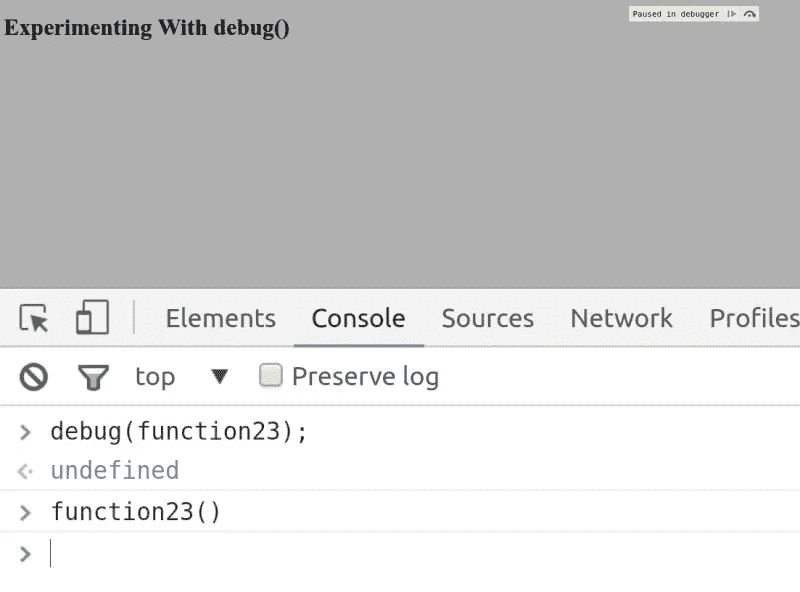 Experimenting With debug()
Paused in debugger
Elements Console Sources Network Profiles
top Preserve log
debug(function23);
undefined
function23()